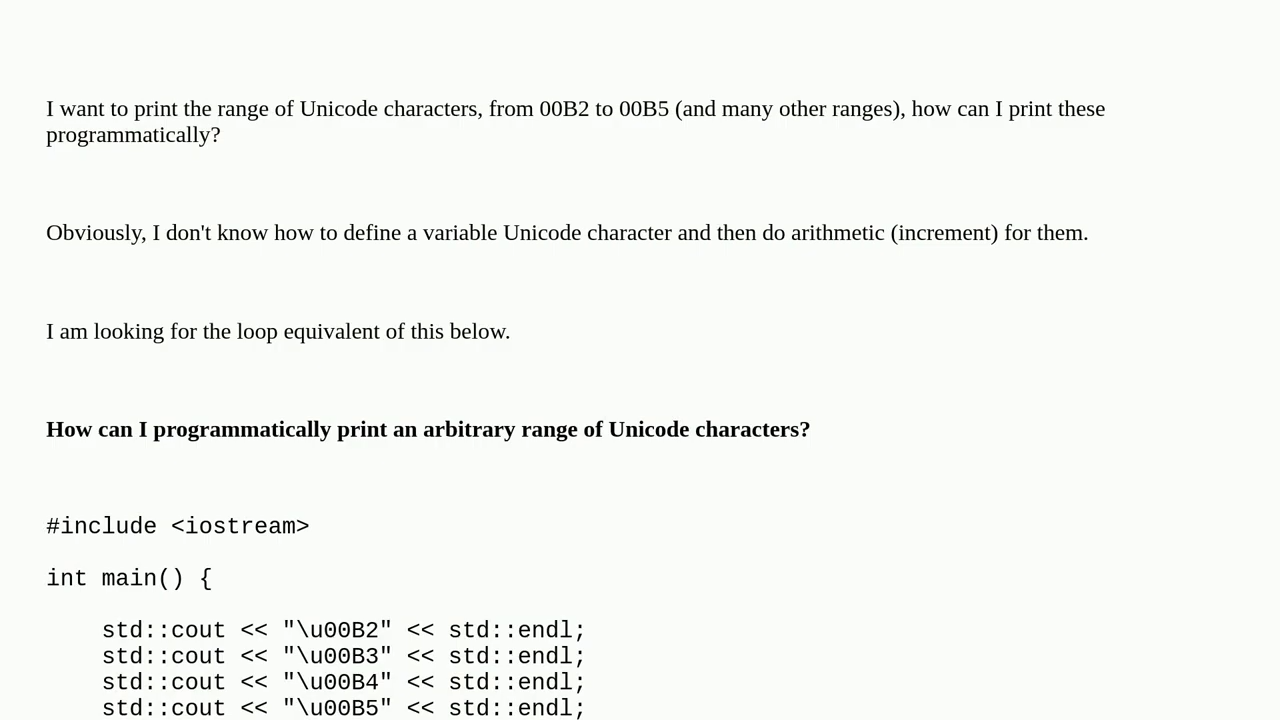 I want to print the range of Unicode characters, from 00B2 to 00B5 (and many other ranges), how can I print these
programmatically?
Obviously, I don't know how to define a variable Unicode character and then do arithmetic (increment) for them.
I am looking for the loop equivalent of this below.
How can I programmatically print an arbitrary range of Unicode characters?
#include <iostream>
int main() {
    std::cout << "\u00B2" << std::endl;
    std::cout << "\u00B3" << std::endl;
    std::cout << "\u00B4" << std::endl;
    std::cout << "\u00B5" << std::endl;